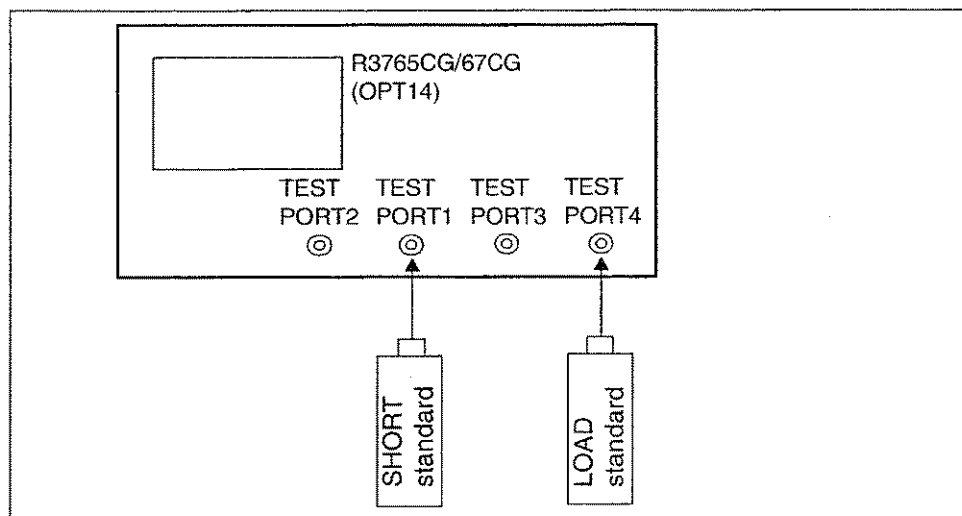 R3765CG/67CG
(OPT14)
TEST TEST TEST TEST
PORT2 PORT1 PORT3 PORT4
SHORT
standard
LOAD
standard